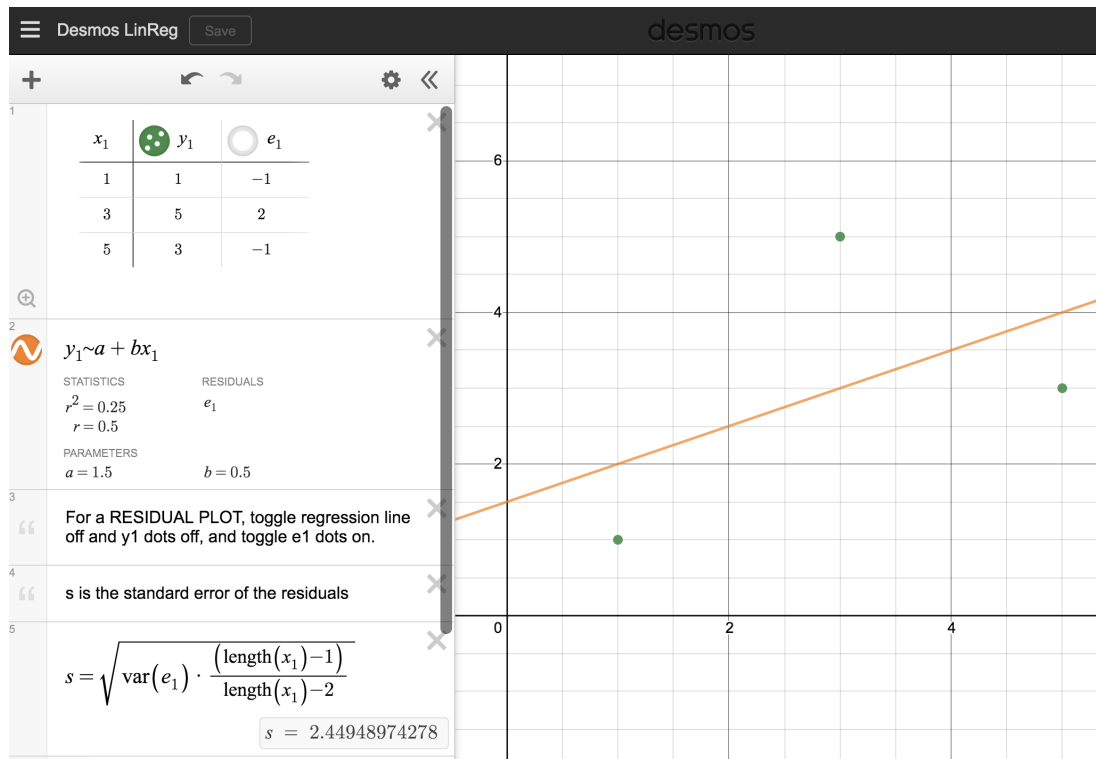 Desmos LinReg Save desmos
1
x₁ y₁ e₁
1 1 −1
3 5 2
5 3 −1
2
y₁~a + bx₁
STATISTICS RESIDUALS
r² = 0.25 e₁
r = 0.5
PARAMETERS
a = 1.5 b = 0.5
3
For a RESIDUAL PLOT, toggle regression line
off and y1 dots off, and toggle e1 dots on.
4
s is the standard error of the residuals
5
s = √(var(e₁) · (length(x₁)−1)/(length(x₁)−2))
s = 2.44948974278
6
4
2
0 2 4